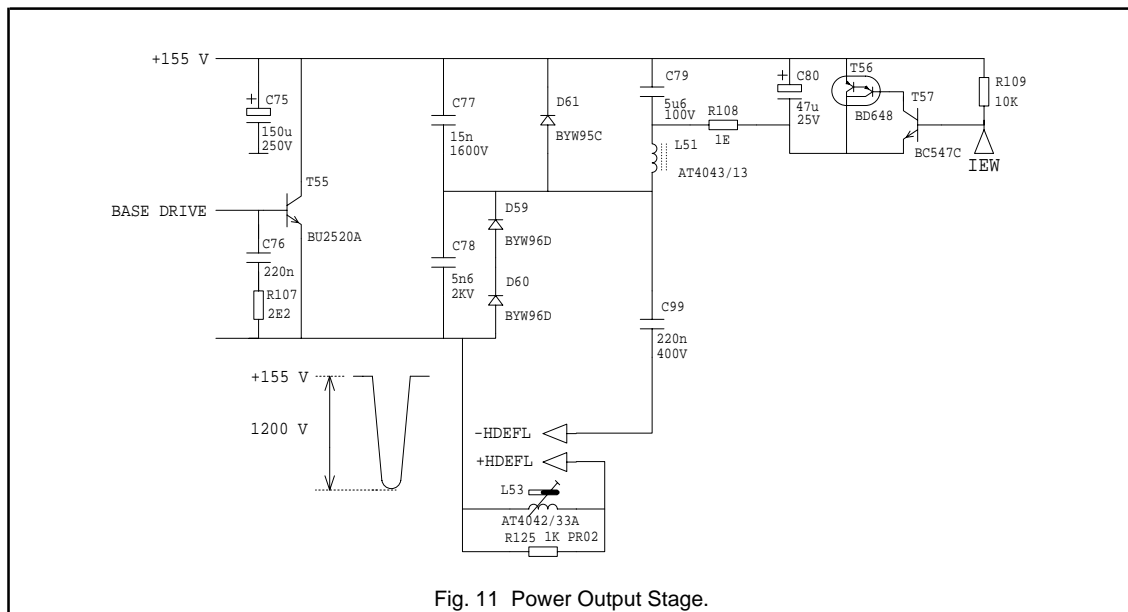 +155 V
C75
150u
250V
T55
BU2520A
BASE DRIVE
C76
220n
R107
2E2
C77
15n
1600V
D61
BYW95C
C79
5u6
100V
R108
1E
L51
AT4043/13
C80
47u
25V
T56
BD648
T57
BC547C
R109
10K
IEW
C78
5n6
2KV
D59
BYW96D
D60
BYW96D
C99
220n
400V
+155 V
1200 V
-HDEFL
+HDEFL
L53
AT4042/33A
R125 1K PR02
Fig. 11 Power Output Stage.